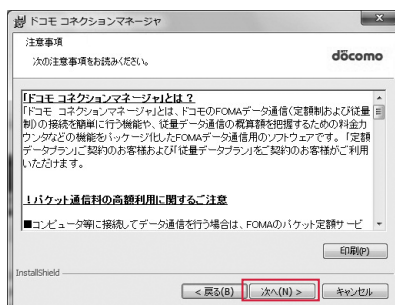 ドコモ コネクションマネージャ
注意事項
次の注意事項をお読みください。
döcomo
「ドコモ コネクションマネージャ」とは?
「ドコモ コネクションマネージャ」とは、ドコモのFOMAデータ通信(定額制および従量
制)の接続を簡単に行う機能や、従量データ通信の概算額を把握するための料金カ
ウンタなどの機能をパッケージ化したFOMAデータ通信用のソフトウェアです。「定額
データプラン」ご契約のお客様および「従量データプラン」をご契約のお客様がご利用
いただけます。
!パケット通信料の高額利用に関するご注意
■コンピュータ等に接続してデータ通信を行う場合は、FOMAのパケット定額サービ
印刷(P)
InstallShield
< 戻る(B)
次へ(N) >
キャンセル